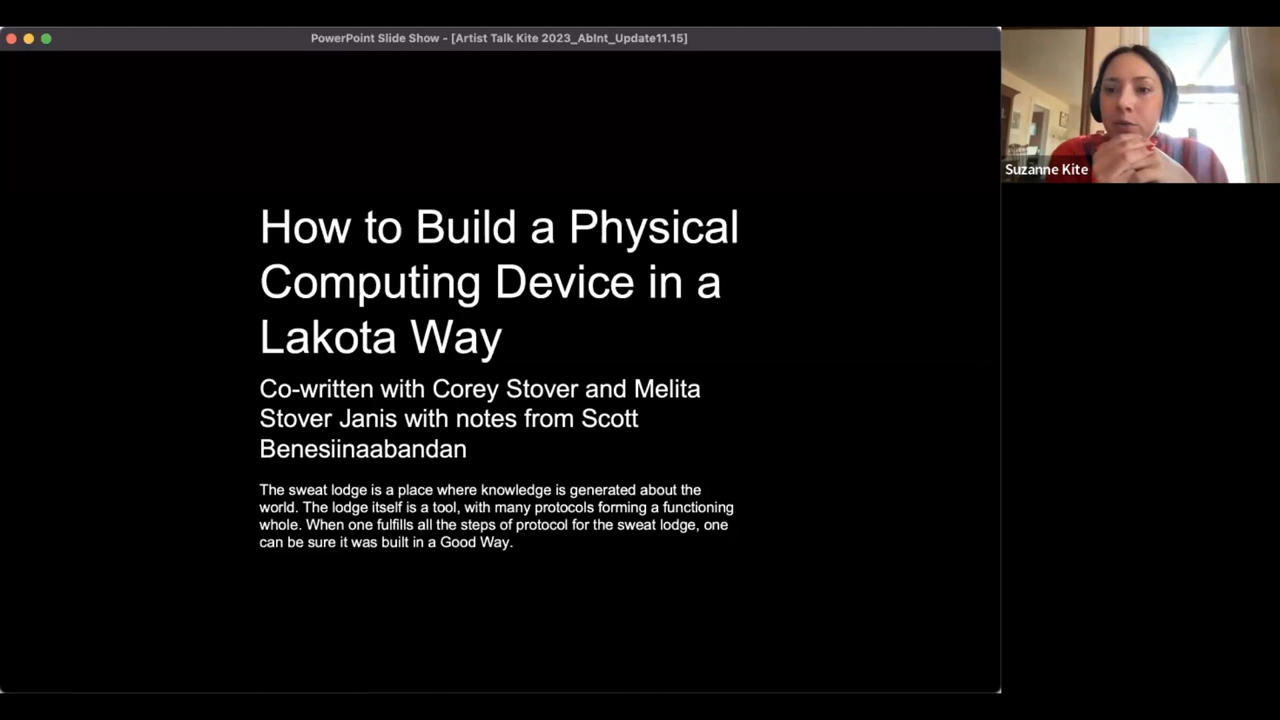 PowerPoint Slide Show - [Artist Talk Kite 2023_AbInt_Update11.15]
Suzanne Kite
How to Build a Physical
Computing Device in a
Lakota Way
Co-written with Corey Stover and Melita
Stover Janis with notes from Scott
Benesiinaabandan
The sweat lodge is a place where knowledge is generated about the
world. The lodge itself is a tool, with many protocols forming a functioning
whole. When one fulfills all the steps of protocol for the sweat lodge, one
can be sure it was built in a Good Way.